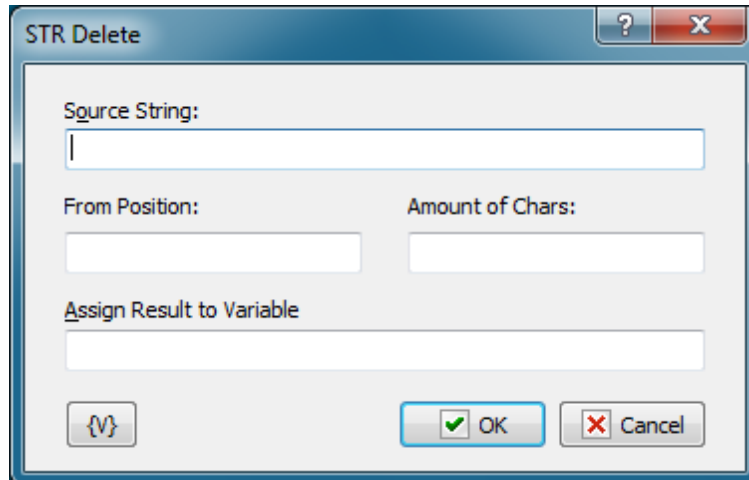 STR Delete
?
Source String:
From Position: Amount of Chars:
Assign Result to Variable
{V} OK Cancel